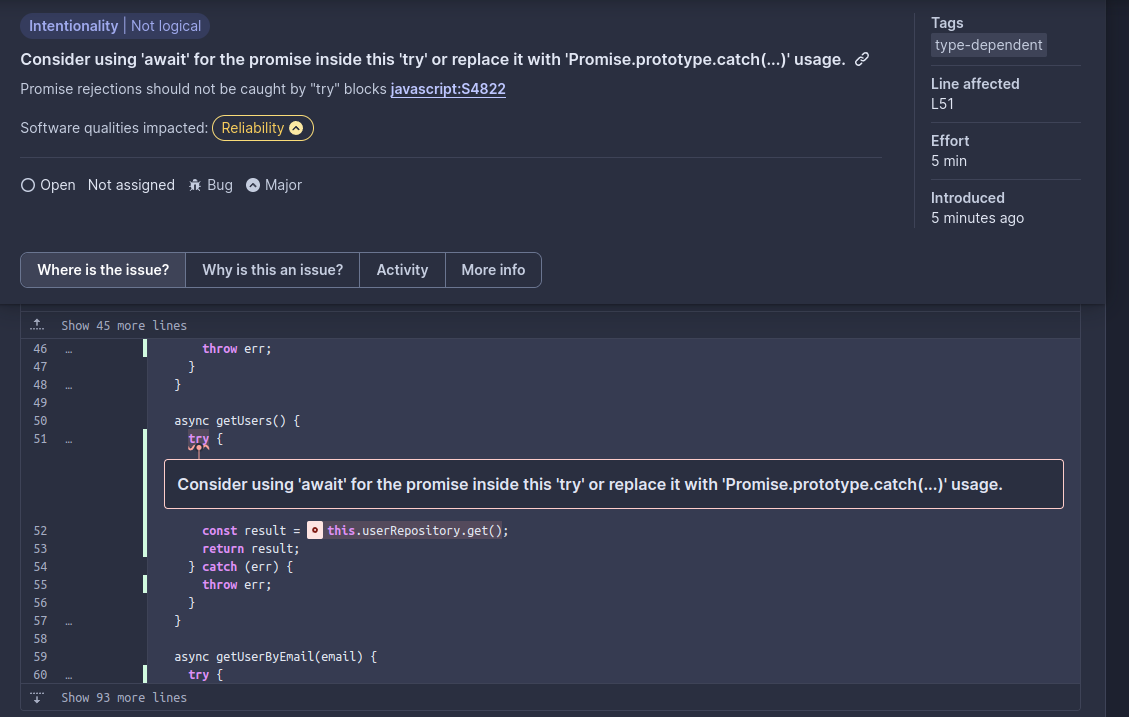 Intentionality | Not logical
Consider using 'await' for the promise inside this 'try' or replace it with 'Promise.prototype.catch(...)' usage.
Promise rejections should not be caught by "try" blocks javascript:S4822
Software qualities impacted: Reliability
Open Not assigned Bug Major
Tags
type-dependent
Line affected
L51
Effort
5 min
Introduced
5 minutes ago
Where is the issue? Why is this an issue? Activity More info
Show 45 more lines
46 … throw err;
47 }
48 … }
49
50 async getUsers() {
51 … try {
Consider using 'await' for the promise inside this 'try' or replace it with 'Promise.prototype.catch(...)' usage.
52 const result = this.userRepository.get();
53 return result;
54 } catch (err) {
55 throw err;
56 }
57 … }
58
59 async getUserByEmail(email) {
60 … try {
Show 93 more lines